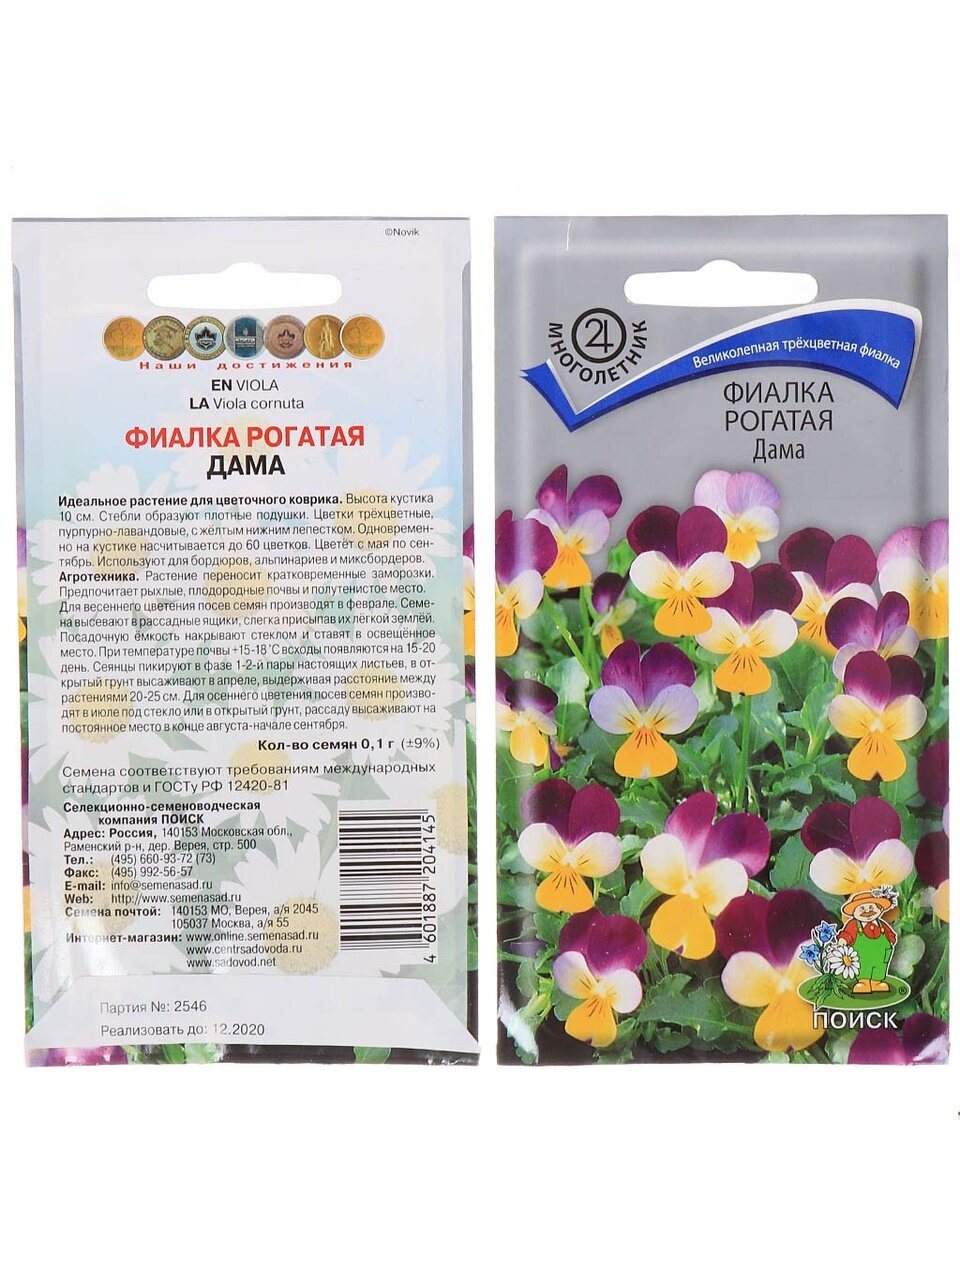 ©Novik
Наши достижения
EN VIOLA
LA Viola cornuta
ФИАЛКА РОГАТАЯ
ДАМА
Идеальное растение для цветочного коврика. Высота кустика
10 см. Стебли образуют плотные подушки. Цветки трёхцветные,
пурпурно-лавандовые, с жёлтым нижним лепестком. Одновремен-
но на кустике насчитывается до 60 цветков. Цветёт с мая по сен-
тябрь. Используют для бордюров, альпинариев и миксбордеров.
Агротехника. Растение переносит кратковременные заморозки.
Предпочитает рыхлые, плодородные почвы и полутенистое место.
Для весеннего цветения посев семян производят в феврале. Семе-
на высевают в рассадные ящики, слегка присыпав их лёгкой землёй.
Посадочную ёмкость накрывают стеклом и ставят в освещённое
место. При температуре почвы +15-18°С всходы появляются на 15-20
день. Сеянцы пикируют в фазе 1-2-й пары настоящих листьев, в от-
крытый грунт высаживают в апреле, выдерживая расстояние между
растениями 20-25 см. Для осеннего цветения посев семян произво-
дят в июле под стекло или в открытый грунт, рассаду высаживают на
постоянное место в конце августа-начале сентября.
Кол-во семян 0,1 г (±9%)
Семена соответствуют требованиям международных
стандартов и ГОСТу РФ 12420-81
Селекционно-семеноводческая
компания ПОИСК
Адрес: Россия, 140153 Московская обл.,
Раменский р-н, дер. Верея, стр. 500
Тел.: (495) 660-93-72 (73)
Факс: (495) 992-56-57
E-mail: info@semenasad.ru
Web: http://www.semenasad.ru
Семена почтой: 140153 МО, Верея, а/я 2045
105037 Москва, а/я 55
Интернет-магазин: www.online.semenasad.ru
www.centrsadovoda.ru
www.sadovod.net
4 601887 204145
Партия №: 2546
Реализовать до: 12.2020
МНОГОЛЕТНИК
Великолепная трёхцветная фиалка
ФИАЛКА
РОГАТАЯ
Дама
®
ПОИСК